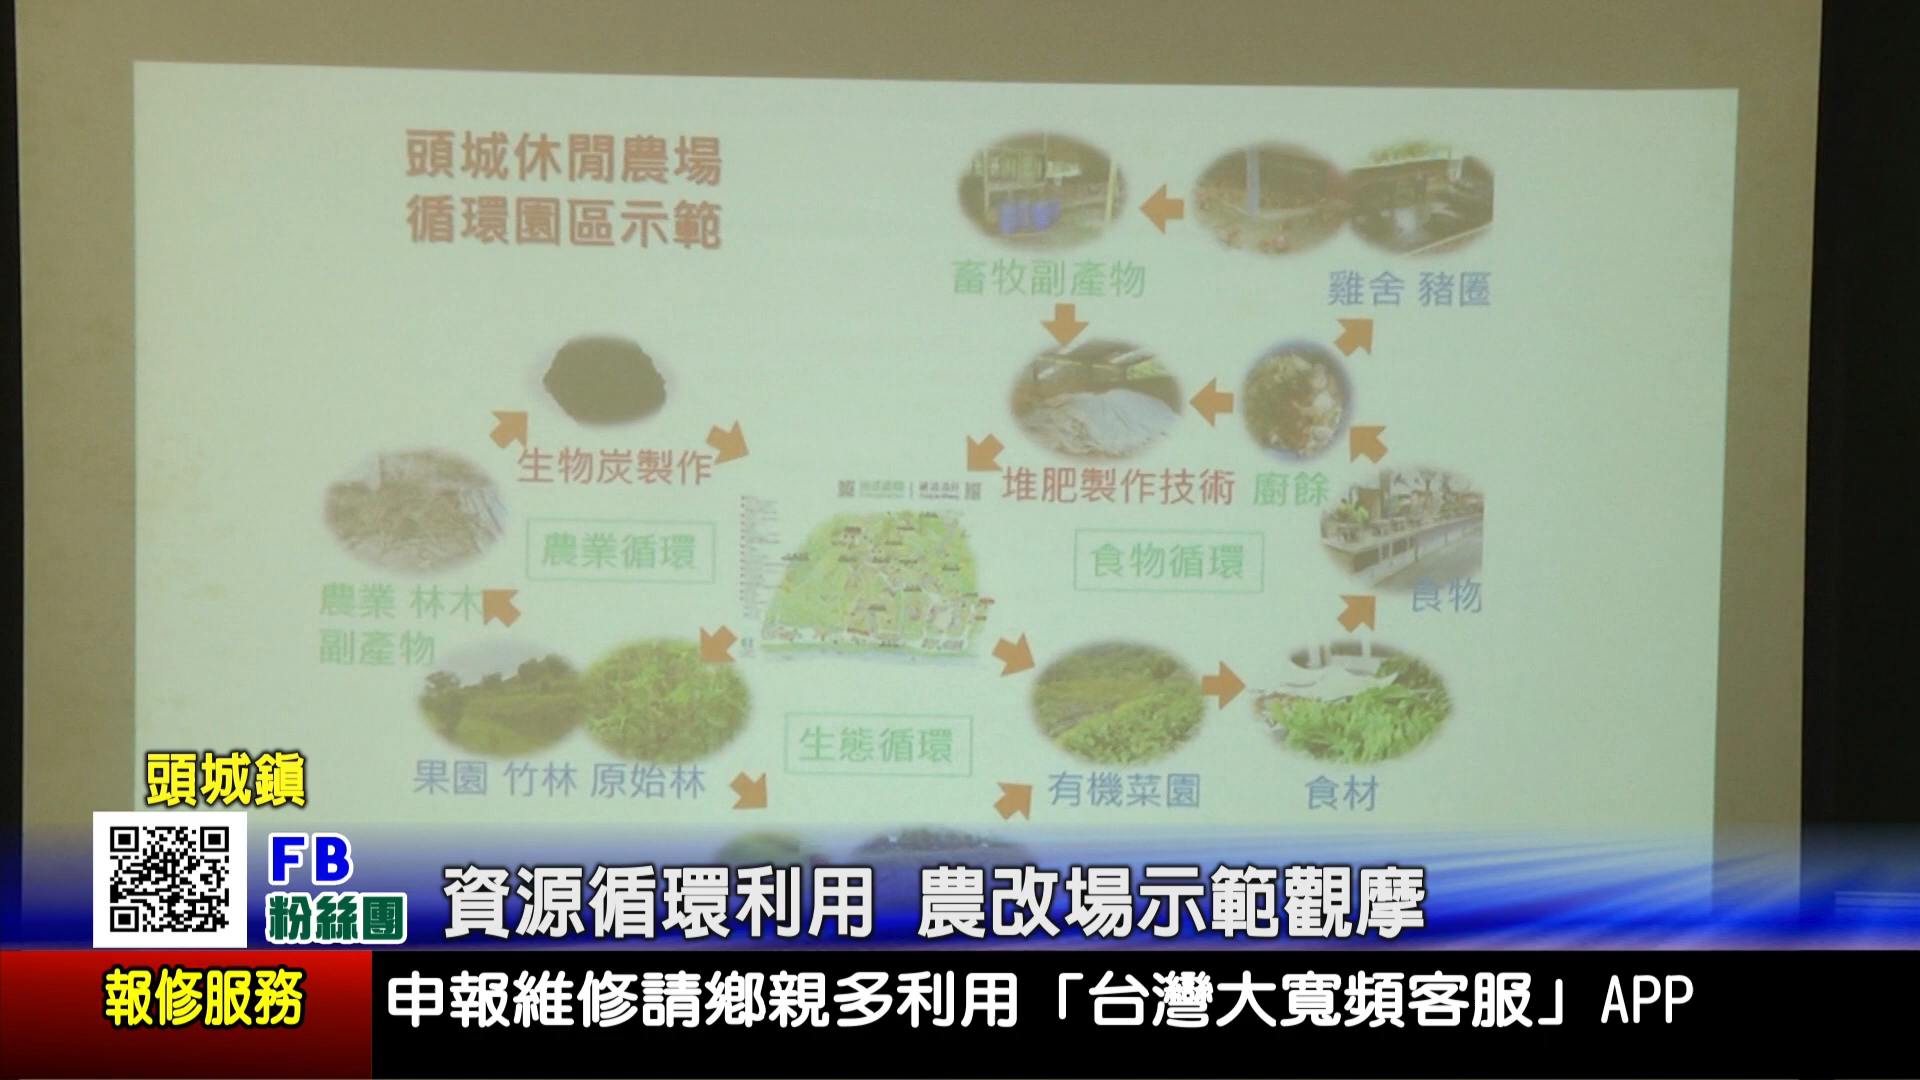 頭城休閒農場
循環園區示範
畜牧副產物
雞舍 豬圈
生物炭製作
堆肥製作技術
廚餘
農業循環
食物循環
農業 林木
副產物
食物
生態循環
果園 竹林 原始林
有機菜園
食材
頭城鎮
FB
粉絲團
資源循環利用 農改場示範觀摩
報修服務
申報維修請鄉親多利用「台灣大寬頻客服」APP